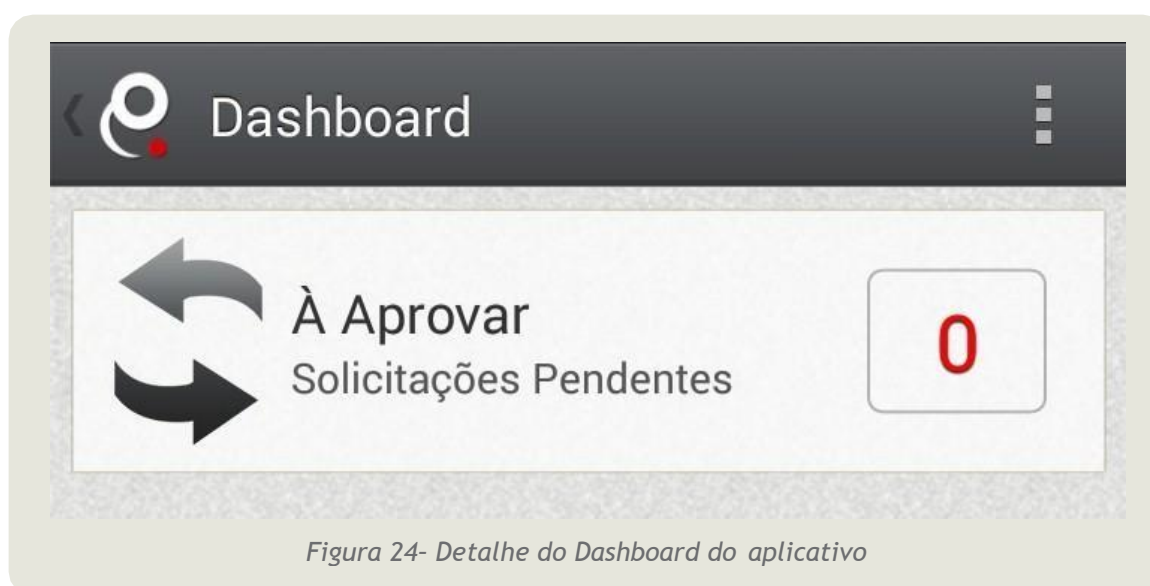 Dashboard
À Aprovar
Solicitações Pendentes
0
Figura 24- Detalhe do Dashboard do aplicativo